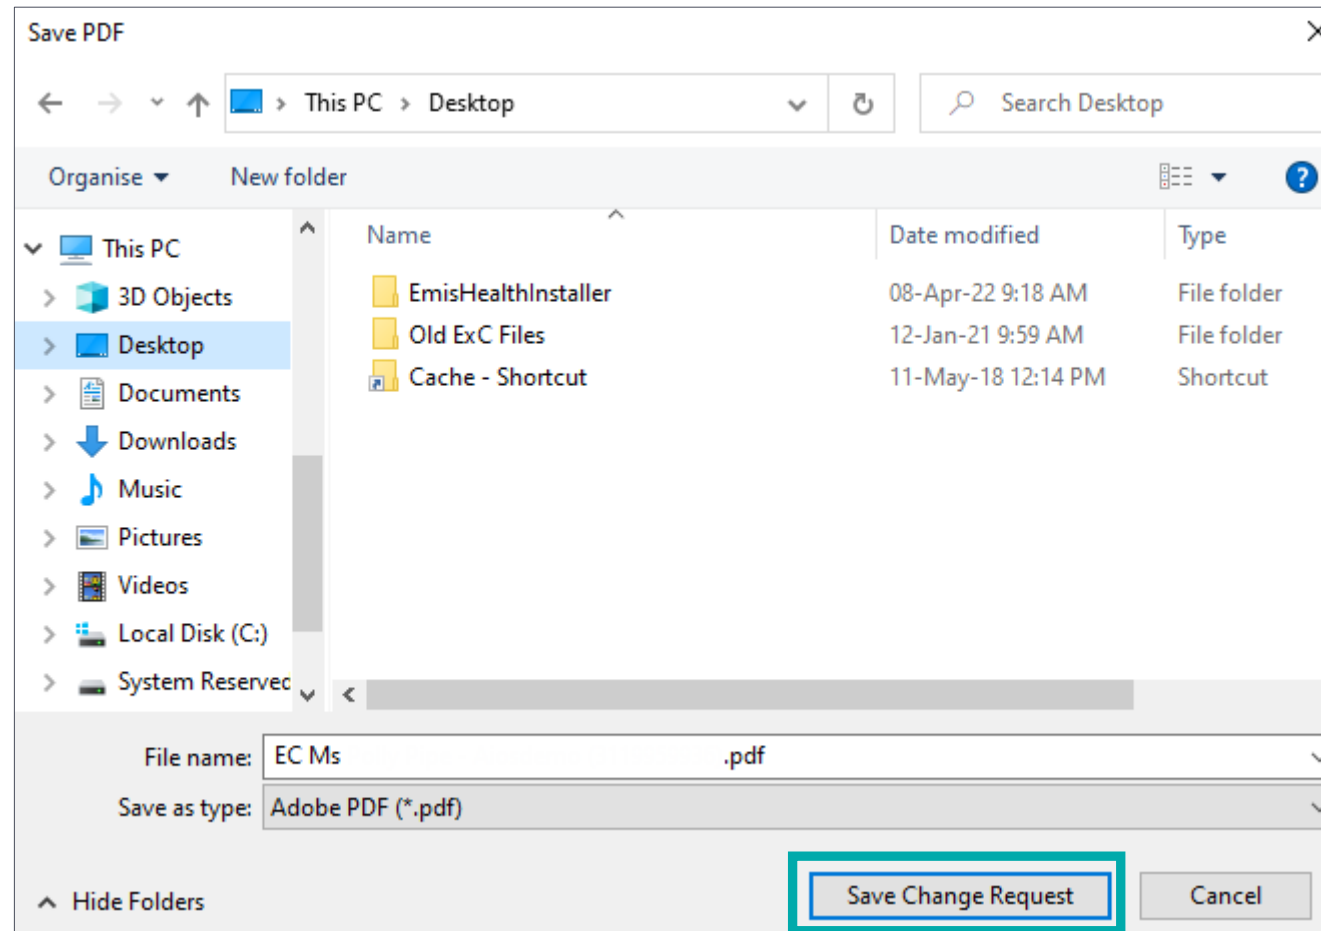 Save PDF
This PC > Desktop
Search Desktop
Organise
New folder
Name Date modified Type
This PC
3D Objects
Desktop
Documents
Downloads
Music
Pictures
Videos
Local Disk (C:)
System Reserved
EmisHealthInstaller 08-Apr-22 9:18 AM File folder
Old ExC Files 12-Jan-21 9:59 AM File folder
Cache - Shortcut 11-May-18 12:14 PM Shortcut
File name: EC Ms .pdf
Save as type: Adobe PDF (*.pdf)
Hide Folders
Save Change Request
Cancel